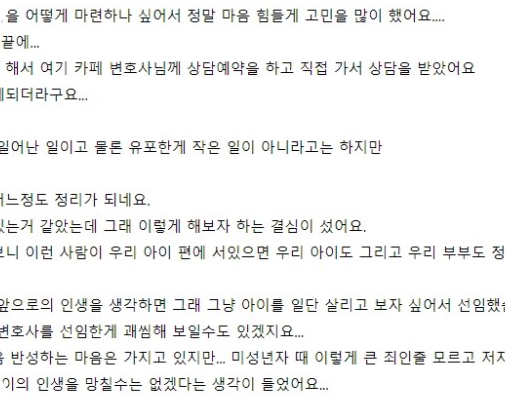 을 어떻게 마련하나 싶어서 정말 마음 힘들게 고민을 많이 했어요....
끝에...
해서 여기 카페 변호사님께 상담예약을 하고 직접 가서 상담을 받았어요
되더라구요...
일어난 일이고 물론 유포한게 작은 일이 아니라고는 하지만
느정도 정리가 되네요.
있는거 같았는데 그래 이렇게 해보자 하는 결심이 섰어요.
보니 이런 사람이 우리 아이 편에 서있으면 우리 아이도 그리고 우리 부부도 정
앞으로의 인생을 생각하면 그래 그냥 아이를 일단 살리고 보자 싶어서 선임했
변호사를 선임한게 괘씸해 보일수도 있겠지요...
반성하는 마음은 가지고 있지만... 미성년자 때 이렇게 큰 죄인줄 모르고 저지
이의 인생을 망칠수는 없겠다는 생각이 들었어요...